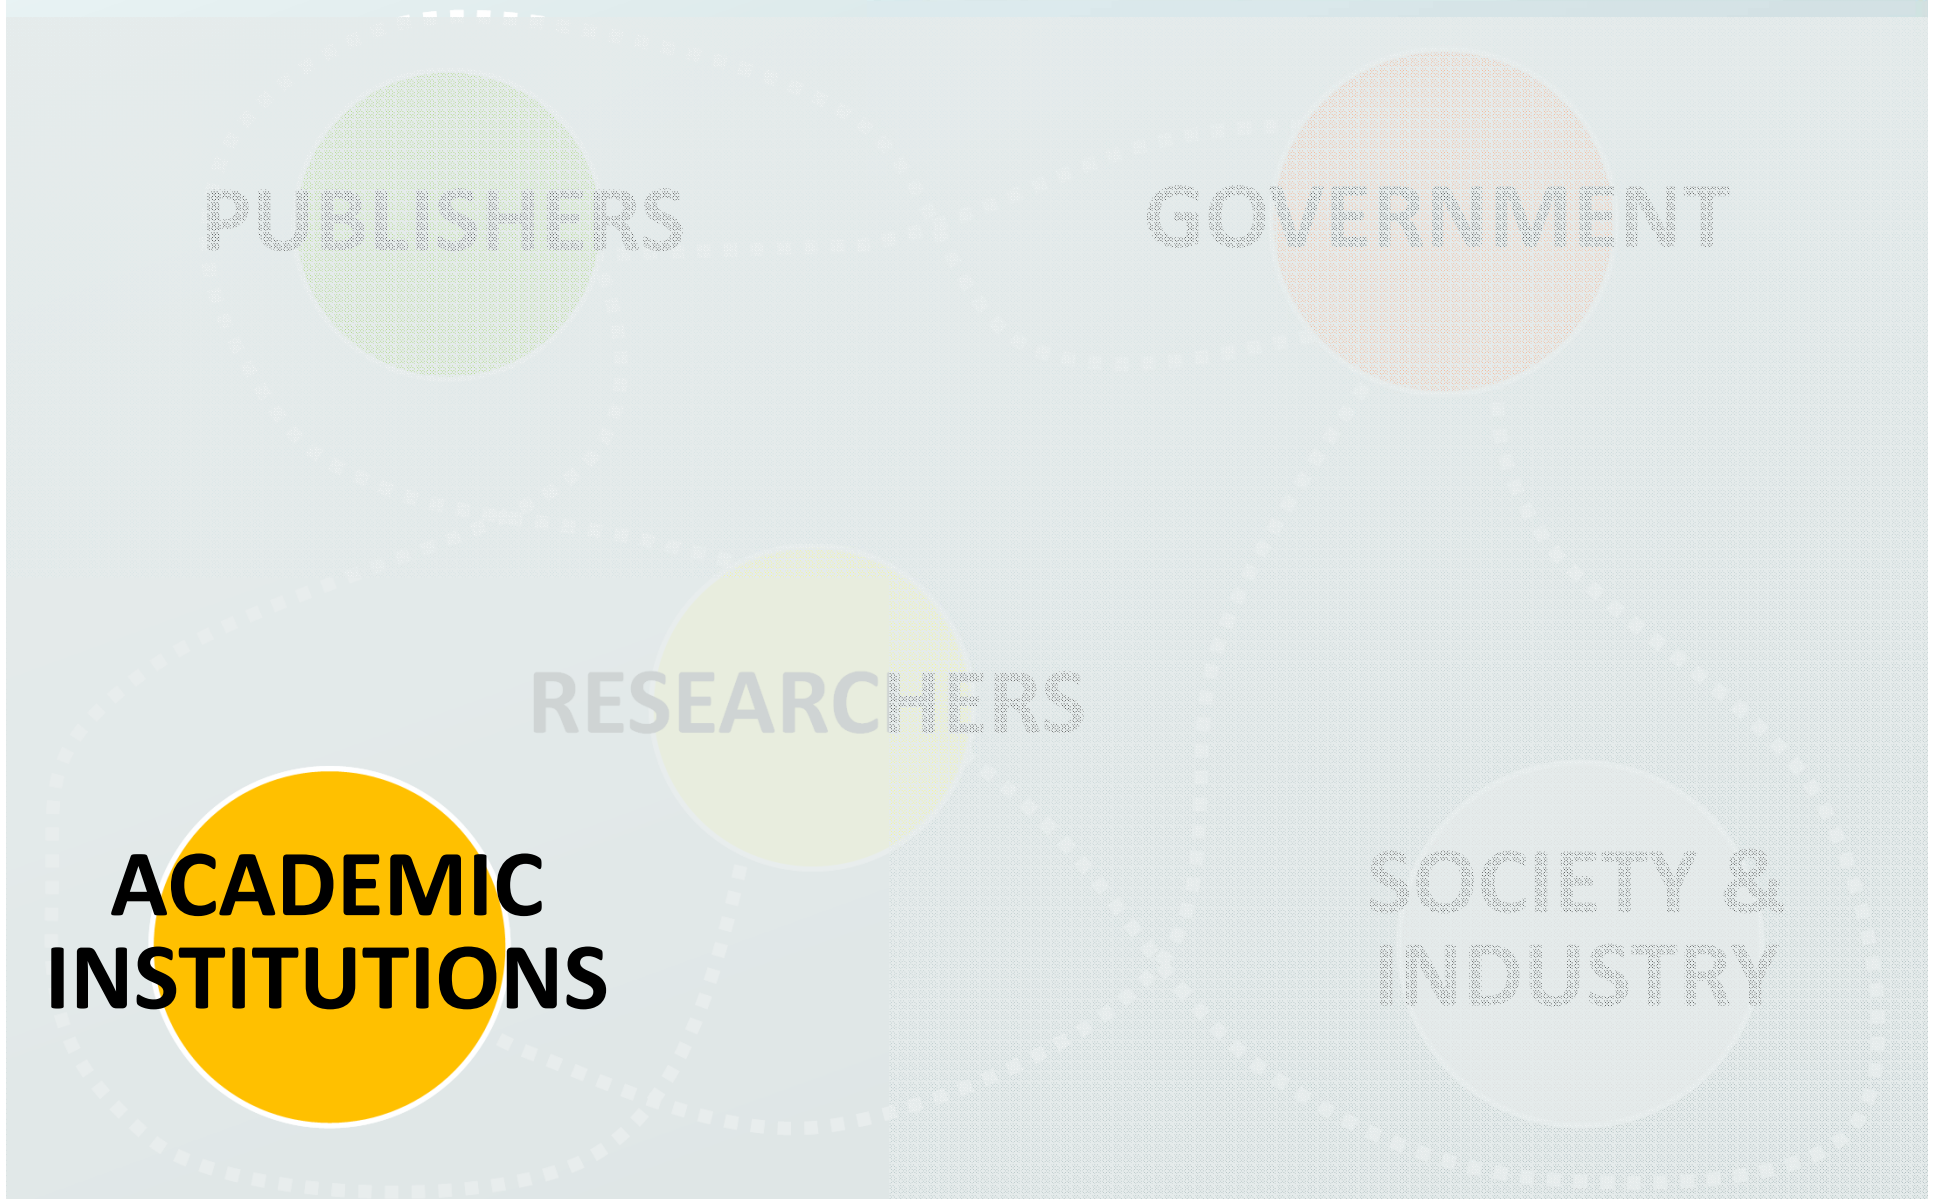 PUBLISHERS
GOVERNMENT
RESEARCHERS
ACADEMIC
INSTITUTIONS
SOCIETY &
INDUSTRY